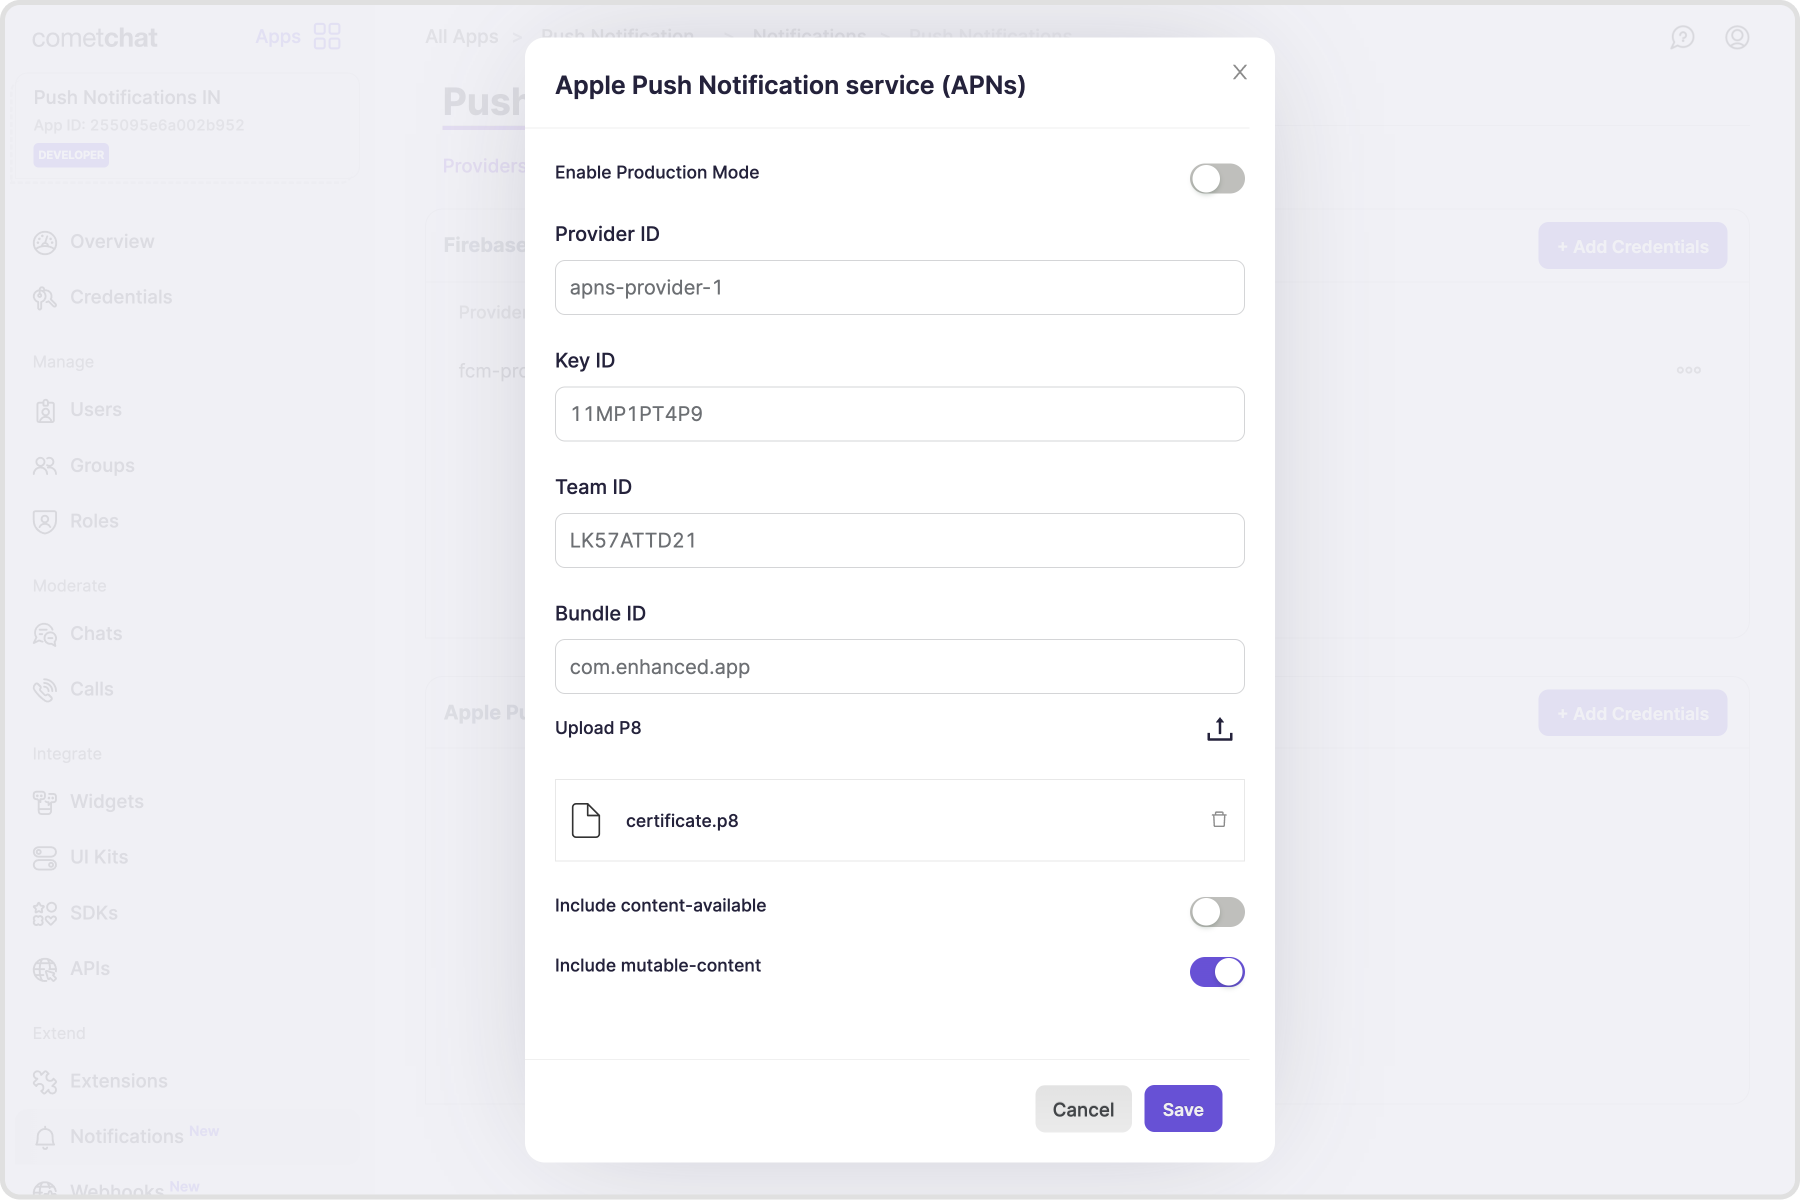 cometchat
Apps
All Apps > Push Notification > Notifications > Push Notifications
Push Notifications IN
App ID: 255095e6a002b952
DEVELOPER
Overview
Credentials
Manage
Users
Groups
Roles
Moderate
Chats
Calls
Integrate
Widgets
UI Kits
SDKs
APIs
Extend
Extensions
Notifications New
Webhooks New
Push
Providers
Firebase
+ Add Credentials
Provider
fcm-pro
Apple Pu
+ Add Credentials
Apple Push Notification service (APNs)
Enable Production Mode
Provider ID
apns-provider-1
Key ID
11MP1PT4P9
Team ID
LK57ATTD21
Bundle ID
com.enhanced.app
Upload P8
certificate.p8
Include content-available
Include mutable-content
Cancel
Save